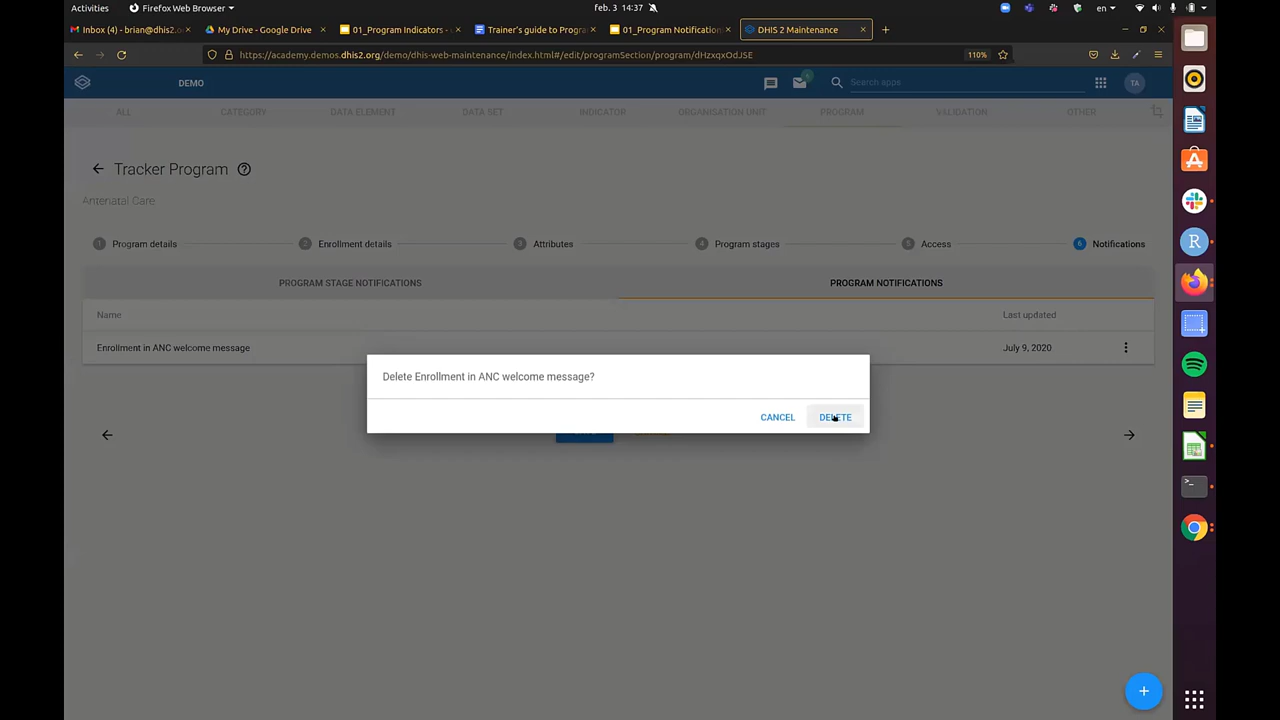 Activities
Firefox Web Browser
feb. 3 14:37
en
Inbox (4) - brian@dhis2.o
My Drive - Google Drive
01_Program Indicators -
Trainer's guide to Progra
01_Program Notification
DHIS 2 Maintenance
https://academy.demos.dhis2.org/demo/dhis-web-maintenance/index.html#/edit/programSection/program/dHzxqxOdJSE
110%
DEMO
Search apps
TA
ALL
CATEGORY
DATA ELEMENT
DATA SET
INDICATOR
ORGANISATION UNIT
PROGRAM
VALIDATION
OTHER
Tracker Program
Antenatal Care
1 Program details
2 Enrollment details
3 Attributes
4 Program stages
5 Access
6 Notifications
PROGRAM STAGE NOTIFICATIONS
PROGRAM NOTIFICATIONS
Name
Last updated
Enrollment in ANC welcome message
July 9, 2020
Delete Enrollment in ANC welcome message?
CANCEL
DELETE